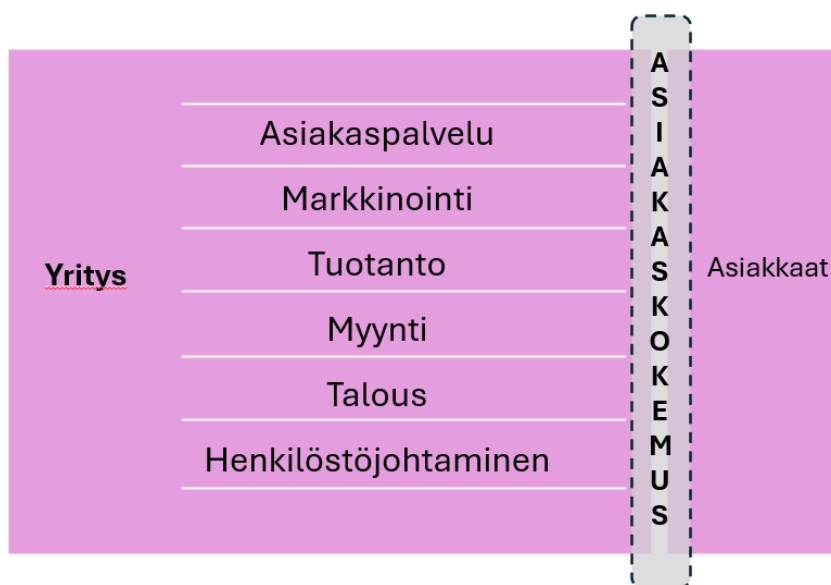 Yritys
Asiakaspalvelu
Markkinointi
Tuotanto
Myynti
Talous
Henkilöstöjohtaminen
ASIAKASKOKEMUS
Asiakkaat